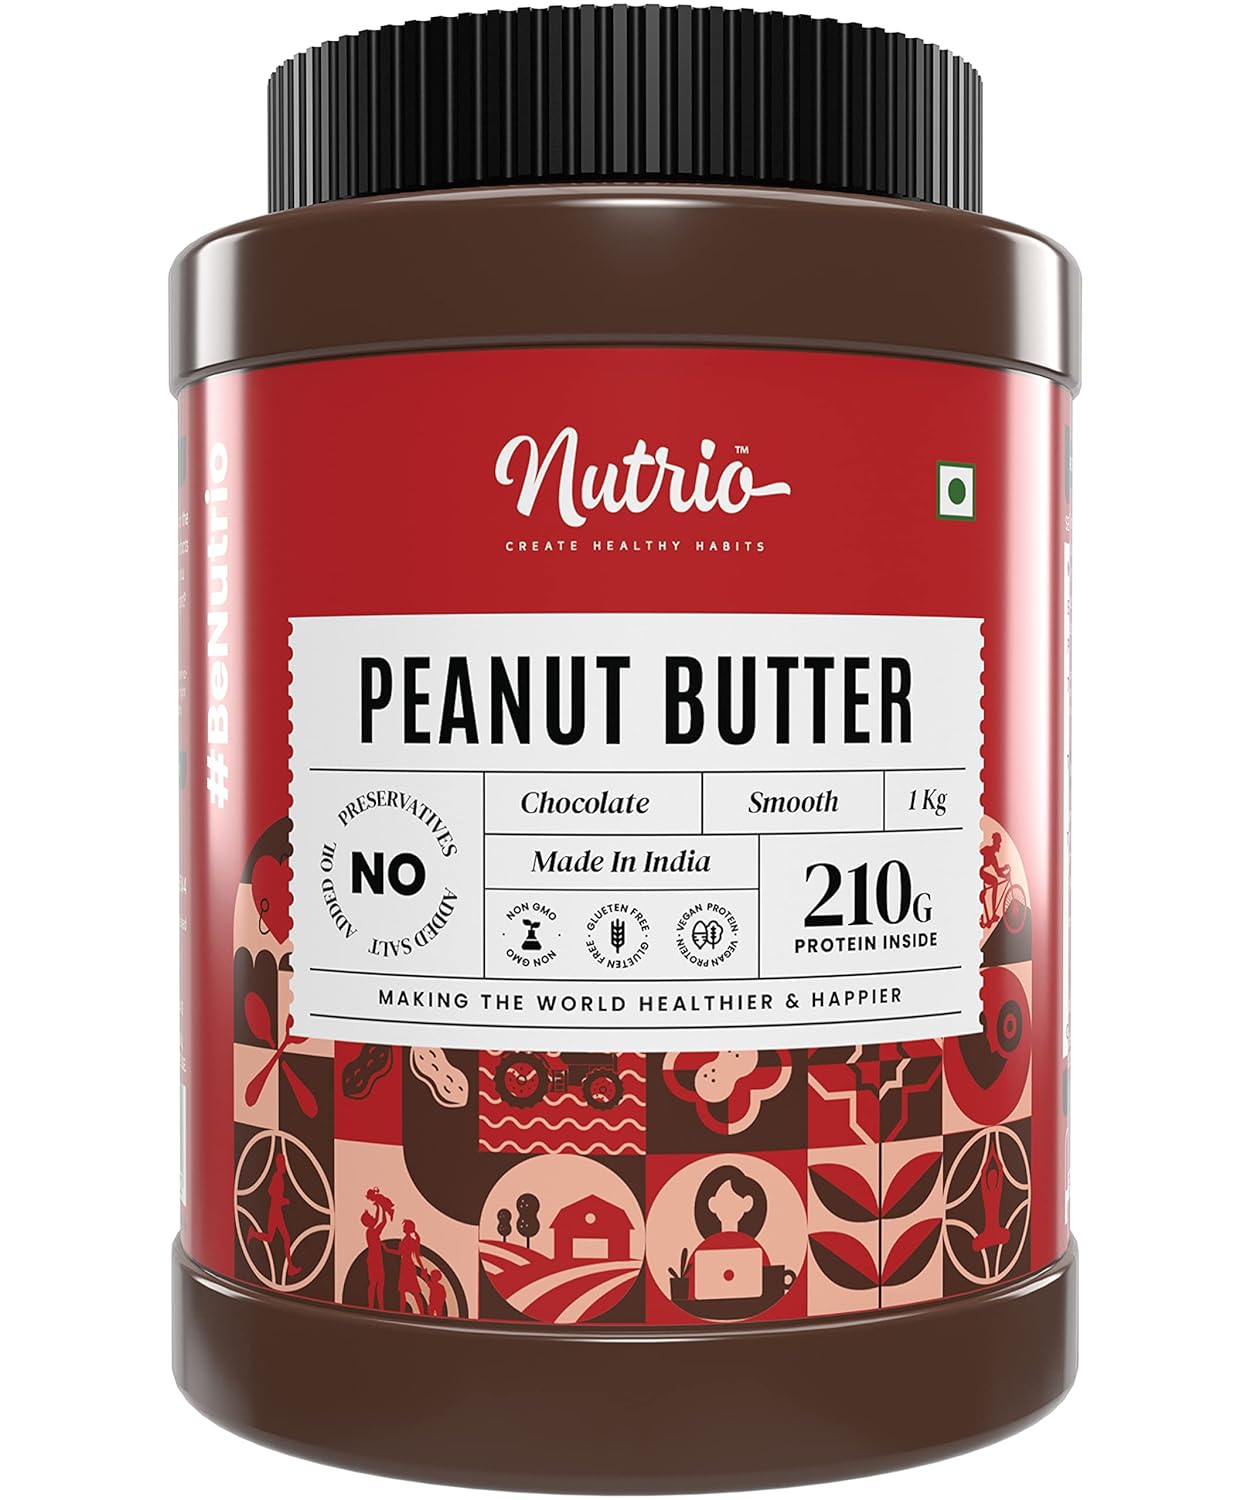 Nutrio™
CREATE HEALTHY HABITS
#BeNutrio
PEANUT BUTTER
Chocolate
Smooth
1 Kg
PRESERVATIVES
ADDED SALT
ADDED OIL
NO
Made In India
NON GMO
NON GMO
GLUETEN FREE ·
GLUETEN FREE ·
VEGAN PROTEIN ·
VEGAN PROTEIN ·
210G
PROTEIN INSIDE
MAKING THE WORLD HEALTHIER & HAPPIER